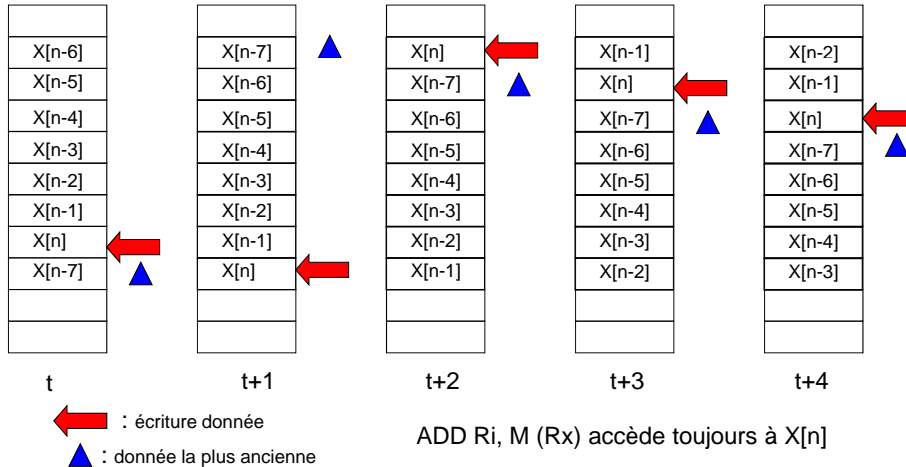 X[n-6] X[n-7] X[n] X[n-1] X[n-2]
X[n-5] X[n-6] X[n-7] X[n] X[n-1]
X[n-4] X[n-5] X[n-6] X[n-7] X[n]
X[n-3] X[n-4] X[n-5] X[n-6] X[n-7]
X[n-2] X[n-3] X[n-4] X[n-5] X[n-6]
X[n-1] X[n-2] X[n-3] X[n-4] X[n-5]
X[n] X[n-1] X[n-2] X[n-3] X[n-4]
X[n-7] X[n] X[n-1] X[n-2] X[n-3]
t t+1 t+2 t+3 t+4
: écriture donnée
ADD Ri, M (Rx) accède toujours à X[n]
: donnée la plus ancienne